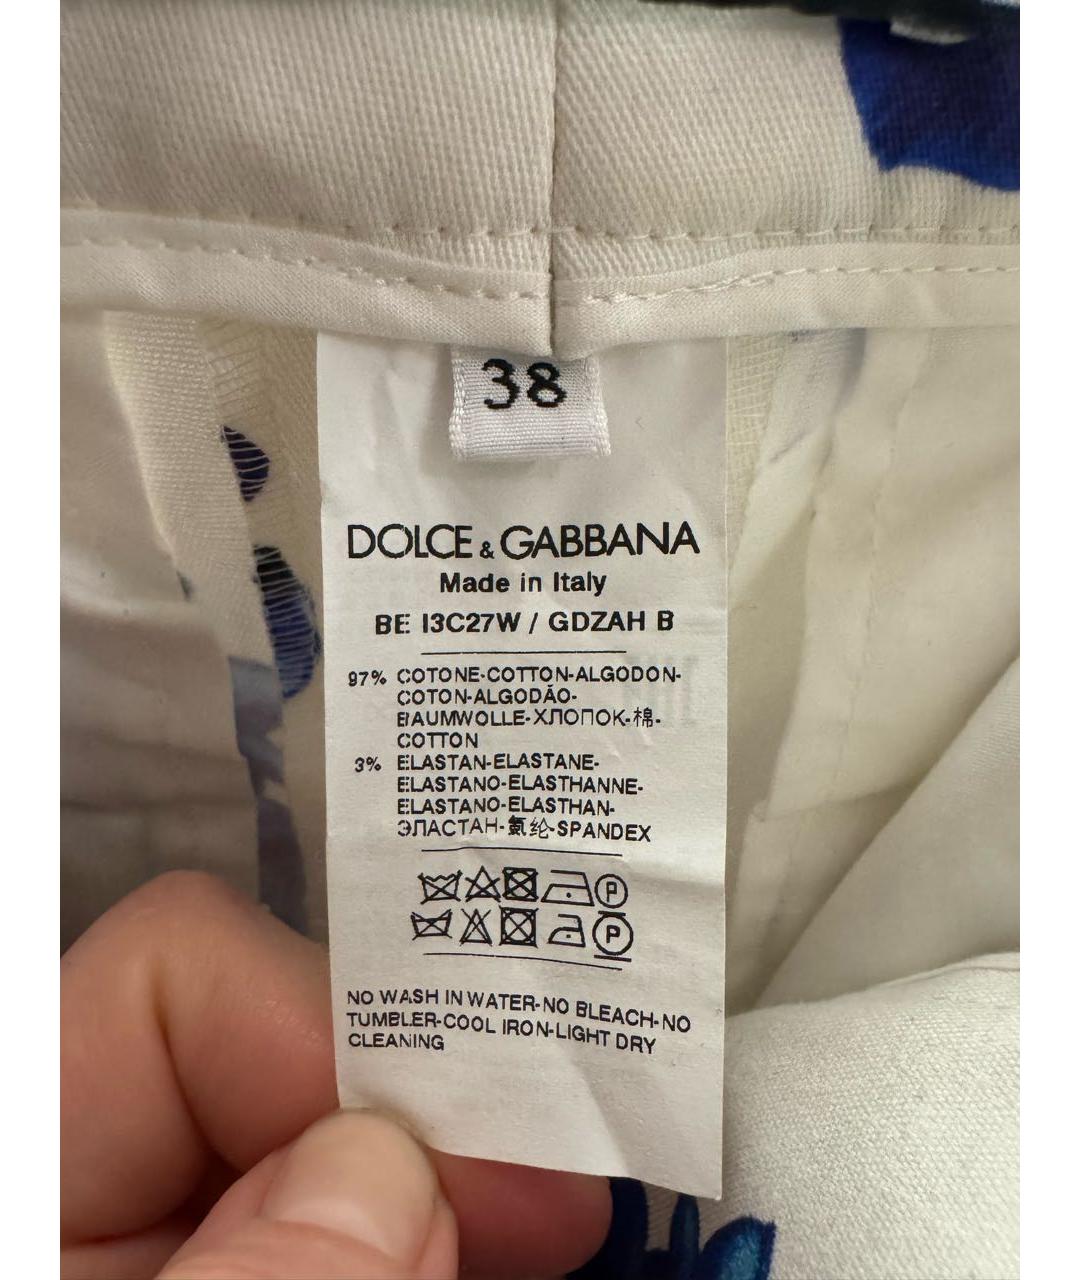 38
DOLCE & GABBANA
Made in Italy
BE I3C27W / GDZAH B
97% COTONE-COTTON-ALGODON-
COTON-ALGODÃO-
BAUMWOLLE-ХЛОПОК-棉-
COTTON
3% ELASTAN-ELASTANE-
ELASTANO-ELASTHANNE-
ELASTANO-ELASTHAN-
ЭЛАСТАН-氨纶-SPANDEX
P
P
NO WASH IN WATER-NO BLEACH-NO
TUMBLER-COOL IRON-LIGHT DRY
CLEANING